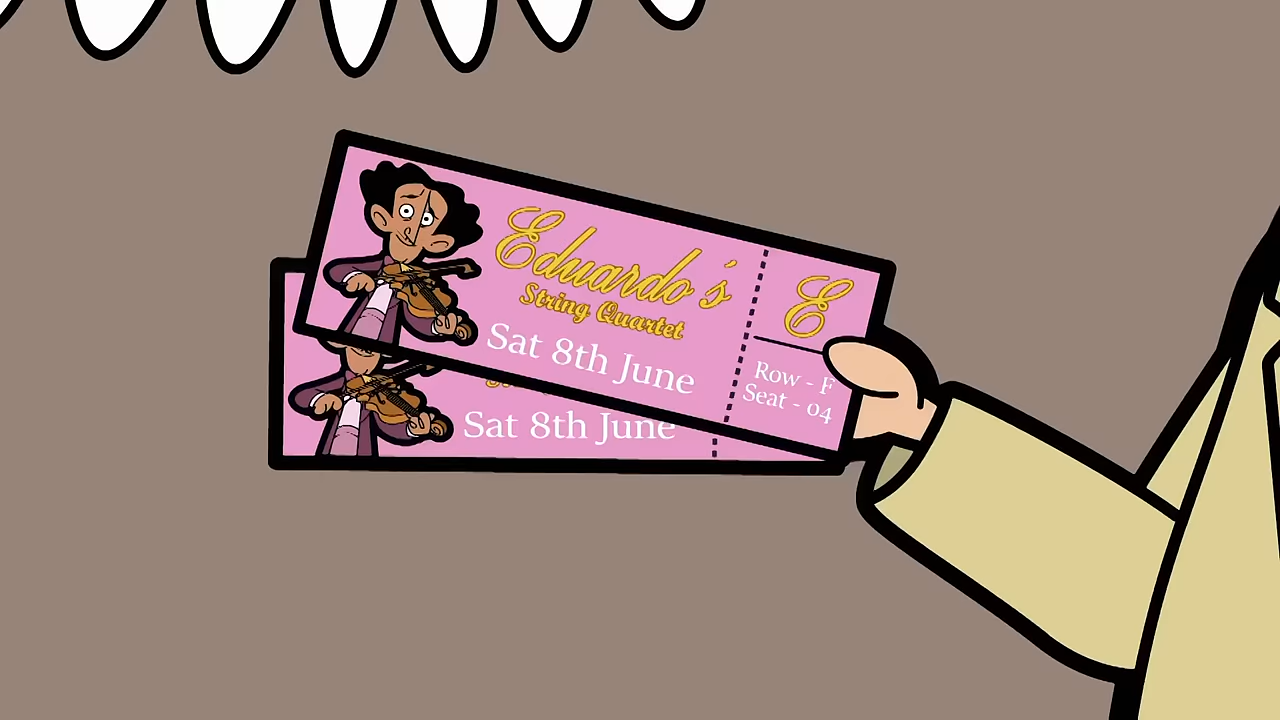 Eduardo's
String Quartet
Sat 8th June
E
Row - F
Seat - 04
Sat 8th June